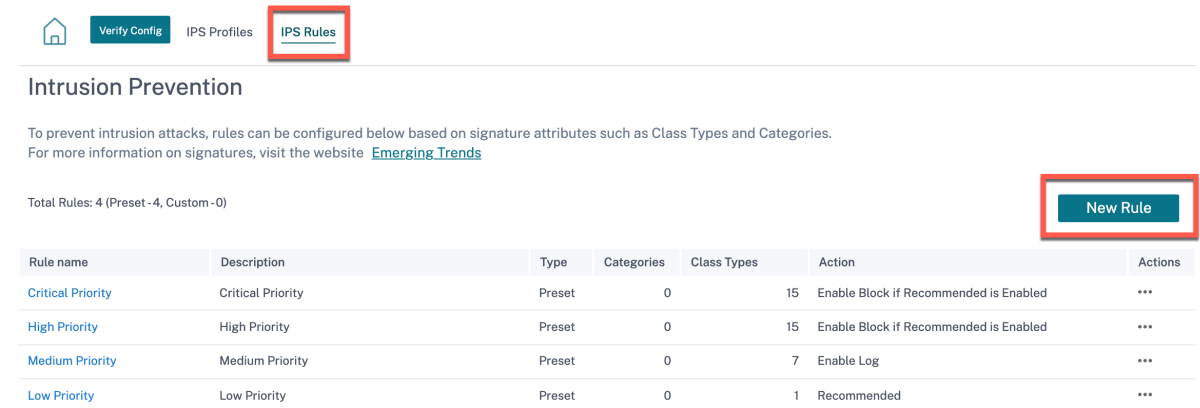 Verify Config IPS Profiles IPS Rules
Intrusion Prevention
To prevent intrusion attacks, rules can be configured below based on signature attributes such as Class Types and Categories.
For more information on signatures, visit the website Emerging Trends
Total Rules: 4 (Preset - 4, Custom - 0)
New Rule
Rule name Description Type Categories Class Types Action Actions
Critical Priority Critical Priority Preset 0 15 Enable Block if Recommended is Enabled •••
High Priority High Priority Preset 0 15 Enable Block if Recommended is Enabled •••
Medium Priority Medium Priority Preset 0 7 Enable Log •••
Low Priority Low Priority Preset 0 1 Recommended •••